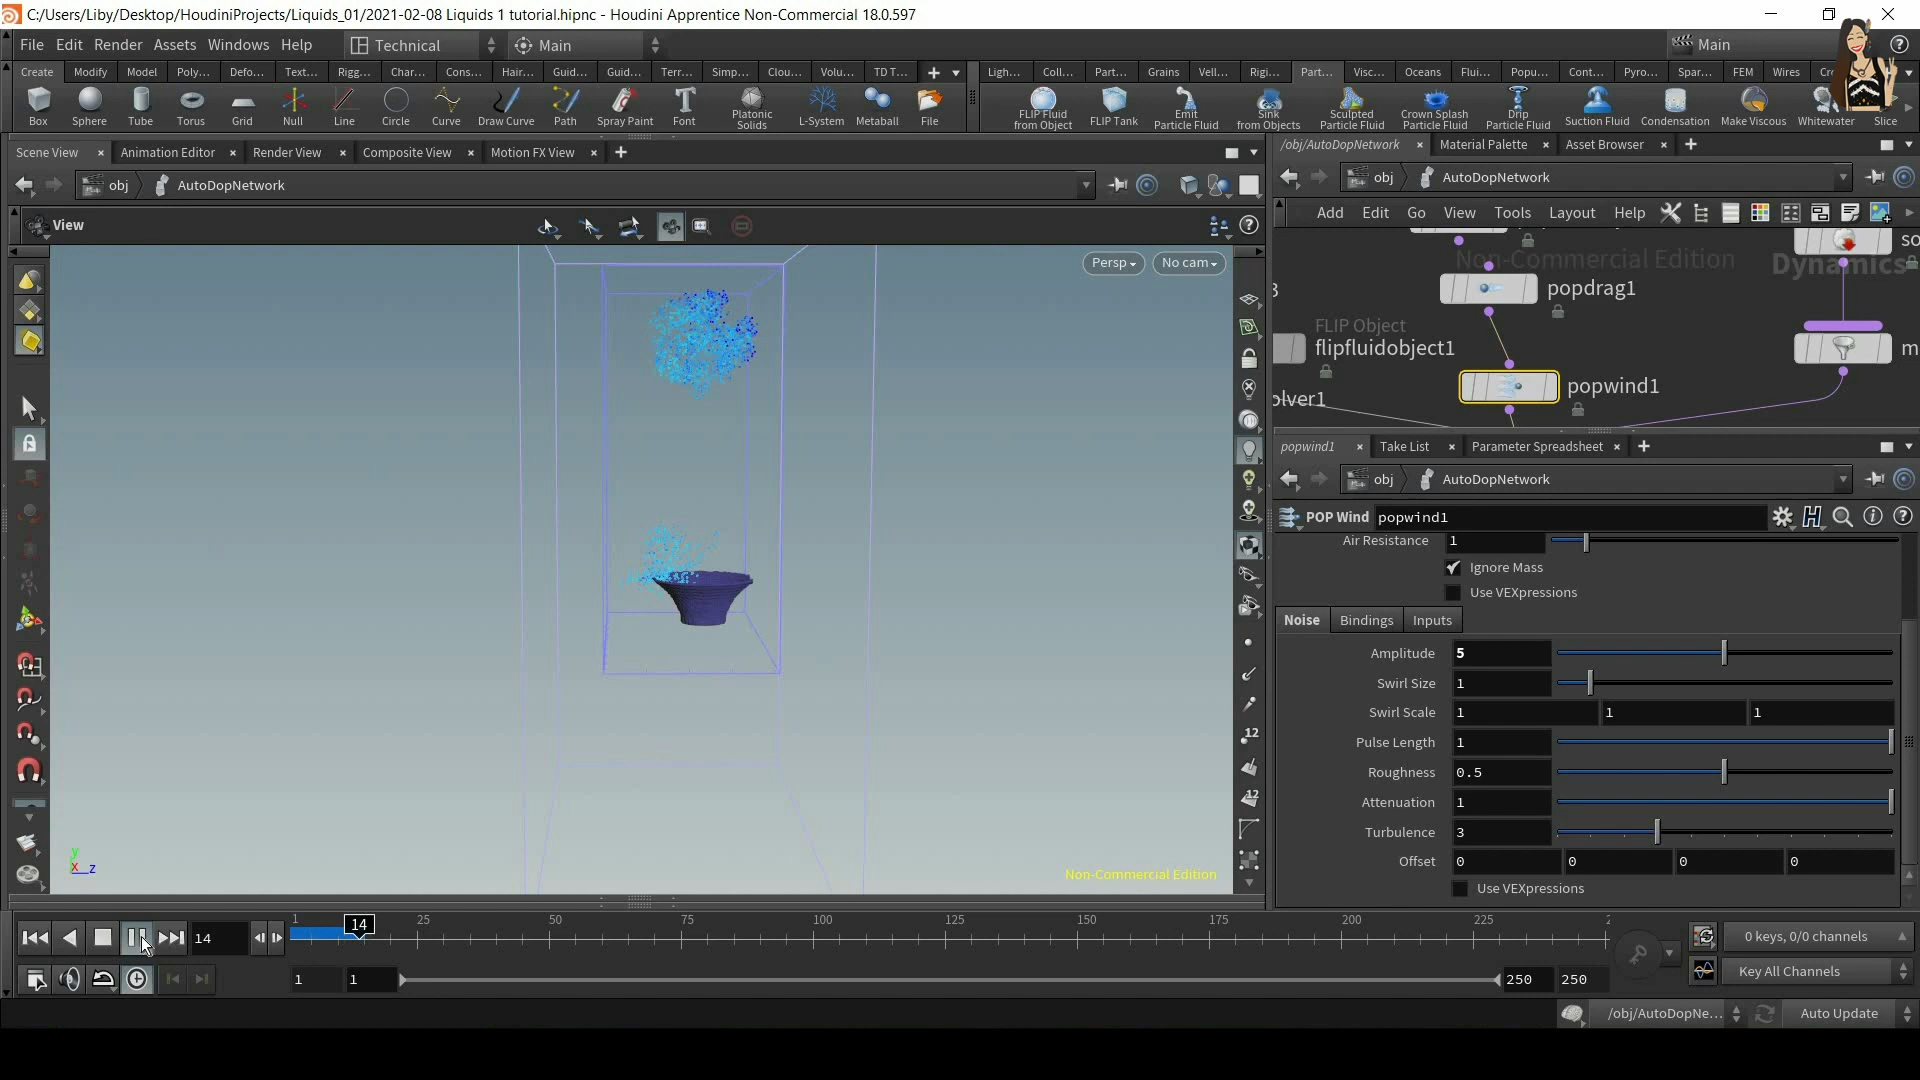 C:/Users/Liby/Desktop/HoudiniProjects/Liquids_01/2021-02-08 Liquids 1 tutorial.hipnc - Houdini Apprentice Non-Commercial 18.0.597
File Edit Render Assets Windows Help Technical Main Main
Create Modify Model Poly... Defo... Text... Rigg... Char... Cons... Hair... Guid... Guid... Terr... Simp... Clou... Volu... TD T... Ligh... Coll... Part... Grains Vell... Rigi... Part... Visc... Oceans Flui... Popu... Cont... Pyro... Spar... FEM Wires
Box Sphere Tube Torus Grid Null Line Circle Curve Draw Curve Path Spray Paint Font Platonic Solids L-System Metaball File FLIP Fluid from Object FLIP Tank Emit Particle Fluid Sink from Objects Sculpted Particle Fluid Crown Splash Particle Fluid Drip Particle Fluid Suction Fluid Condensation Make Viscous Whitewater Slice
Scene View Animation Editor Render View Composite View Motion FX View
/obj/AutoDopNetwork Material Palette Asset Browser
obj AutoDopNetwork
obj AutoDopNetwork
View
Add Edit Go View Tools Layout Help
Persp No cam
Non-Commercial Edition
Non-Commercial Edition Dynamics
so
popdrag1
3
FLIP Object
flipfluidobject1
m
popwind1
olver1
popwind1 Take List Parameter Spreadsheet
obj AutoDopNetwork
POP Wind popwind1
Air Resistance 1
Ignore Mass
Use VEXpressions
Noise Bindings Inputs
Amplitude 5
Swirl Size 1
Swirl Scale 1 1 1
Pulse Length 1
Roughness 0.5
Attenuation 1
Turbulence 3
Offset 0 0 0 0
Use VEXpressions
12
12
y
x z
14 1 14 25 50 75 100 125 150 175 200 225 2
0 keys, 0/0 channels
1 1 250 250
Key All Channels
/obj/AutoDopNe... Auto Update